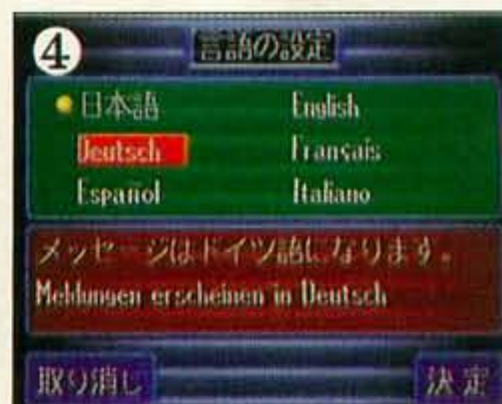 4
言語の設定
日本語 English
Deutsch Français
Español Italiano
メッセージはドイツ語になります。
Meldungen erscheinen in Deutsch
取り消し 決定